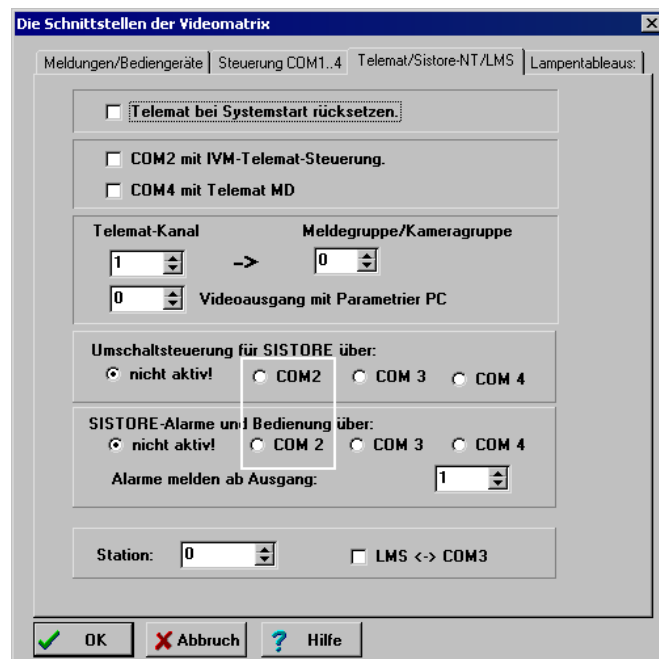 Die Schnittstellen der Videomatrix
Meldungen/Bediengeräte Steuerung COM1..4 Telemat/Sistore-NT/LMS Lampentableaus:
Telemat bei Systemstart rücksetzen.
COM2 mit IVM-Telemat-Steuerung.
COM4 mit Telemat MD
Telemat-Kanal Meldegruppe/Kameragruppe
1 -> 0
0 Videoausgang mit Parametrier PC
Umschaltsteuerung für SISTORE über:
nicht aktiv! COM2 COM 3 COM 4
SISTORE-Alarme und Bedienung über:
nicht aktiv! COM 2 COM 3 COM 4
Alarme melden ab Ausgang: 1
Station: 0 LMS <-> COM3
OK Abbruch ? Hilfe